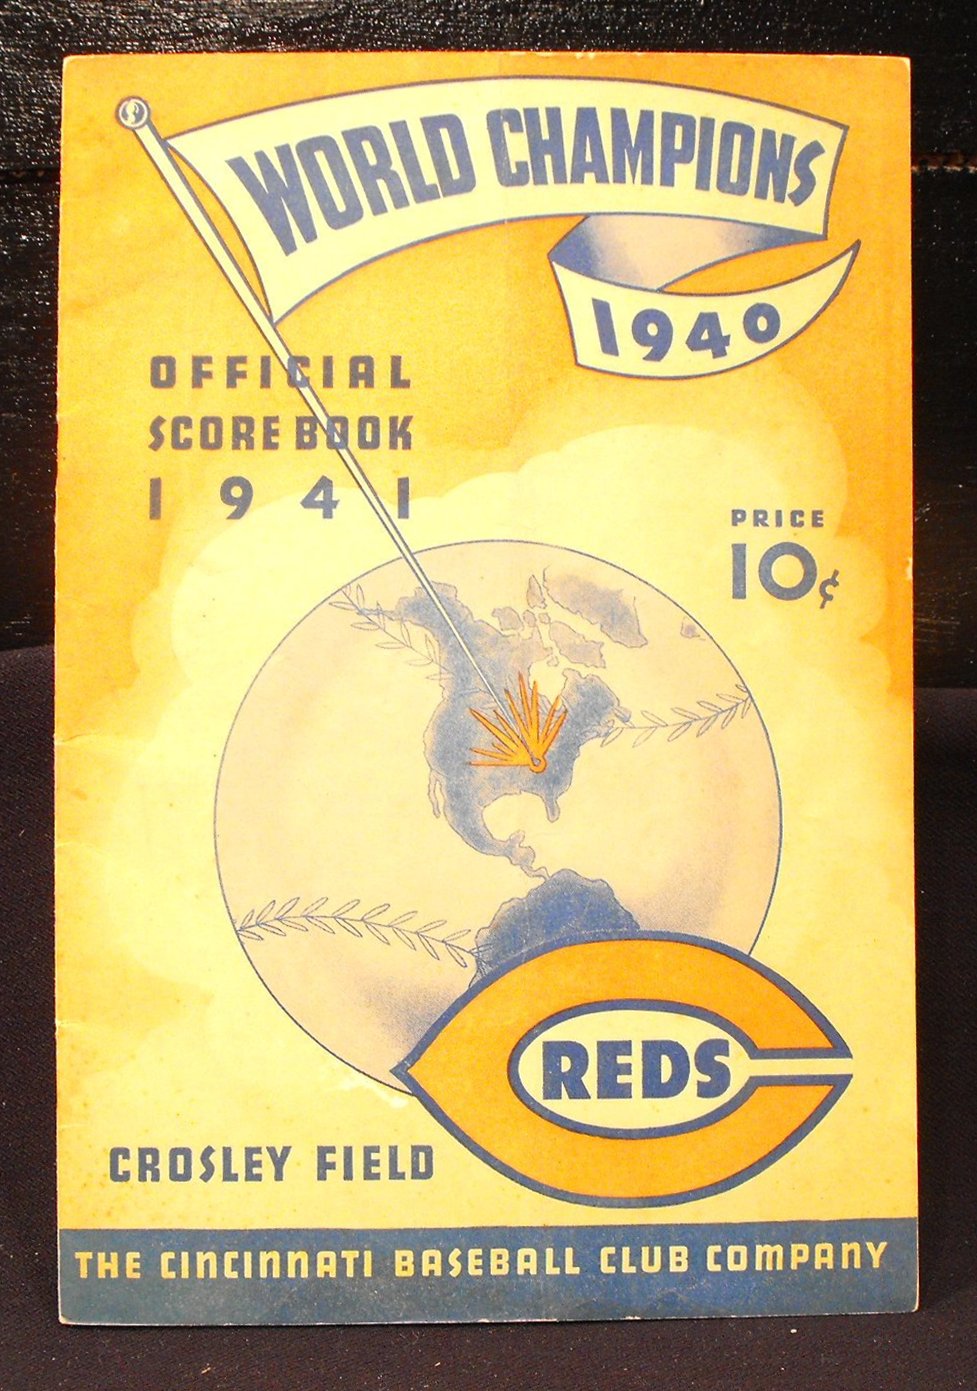 WORLD CHAMPIONS
1940
OFFICIAL
SCORE BOOK
1941
PRICE
10¢
REDS
CROSLEY FIELD
THE CINCINNATI BASEBALL CLUB COMPANY